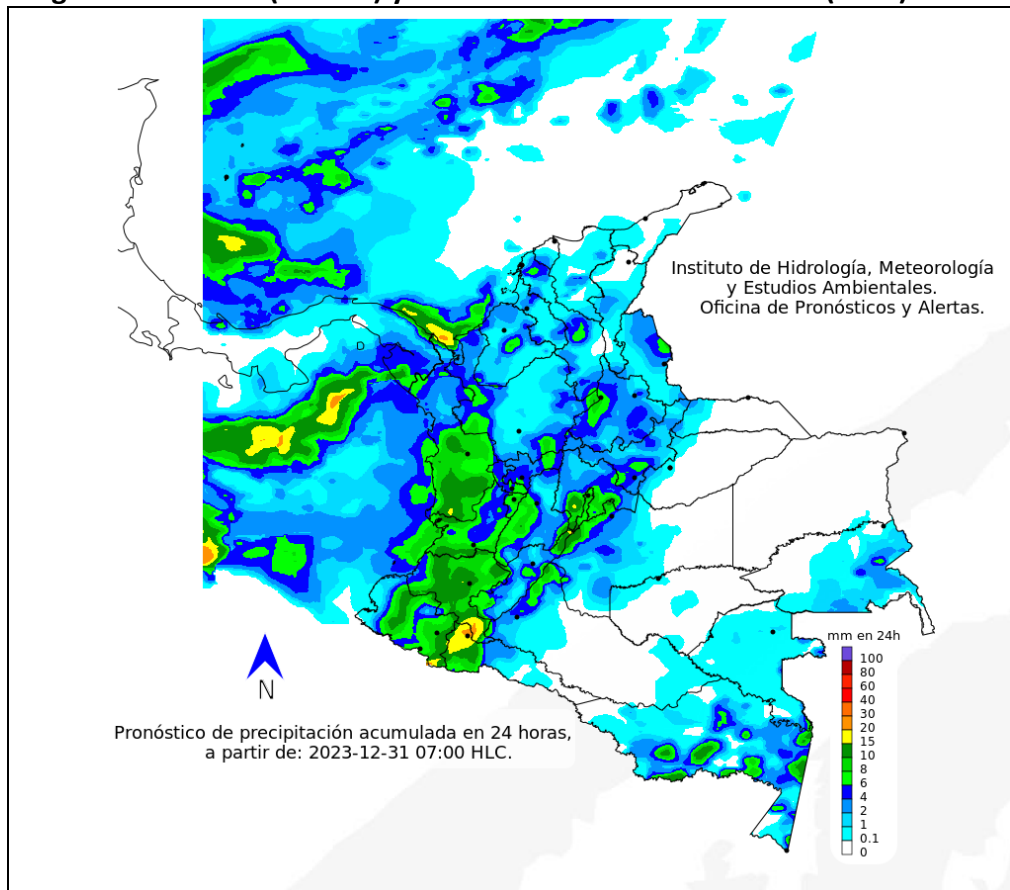 Instituto de Hidrología, Meteorología
y Estudios Ambientales.
Oficina de Pronósticos y Alertas.
D
N
Pronóstico de precipitación acumulada en 24 horas,
a partir de: 2023-12-31 07:00 HLC.
mm en 24h
100
80
60
40
30
20
15
10
8
6
4
2
1
0.1
0